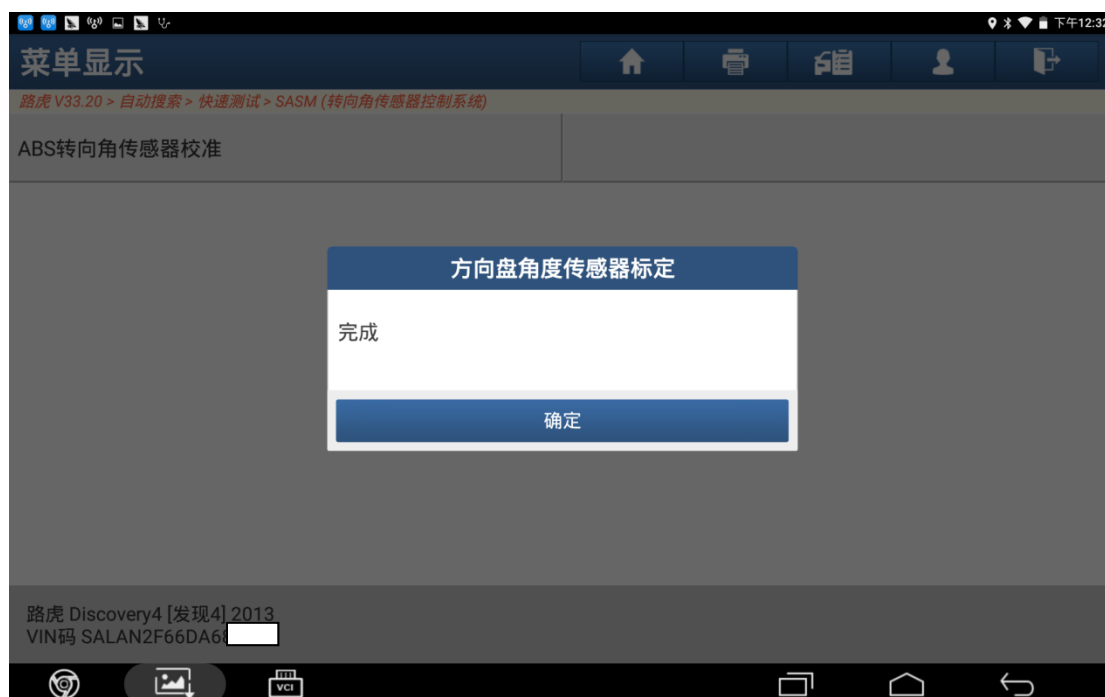 下午12:32
菜单显示
路虎 V33.20 > 自动搜索 > 快速测试 > SASM (转向角传感器控制系统)
ABS转向角传感器校准
方向盘角度传感器标定
完成
确定
路虎 Discovery4 [发现4] 2013
VIN码 SALAN2F66DA68
VCI